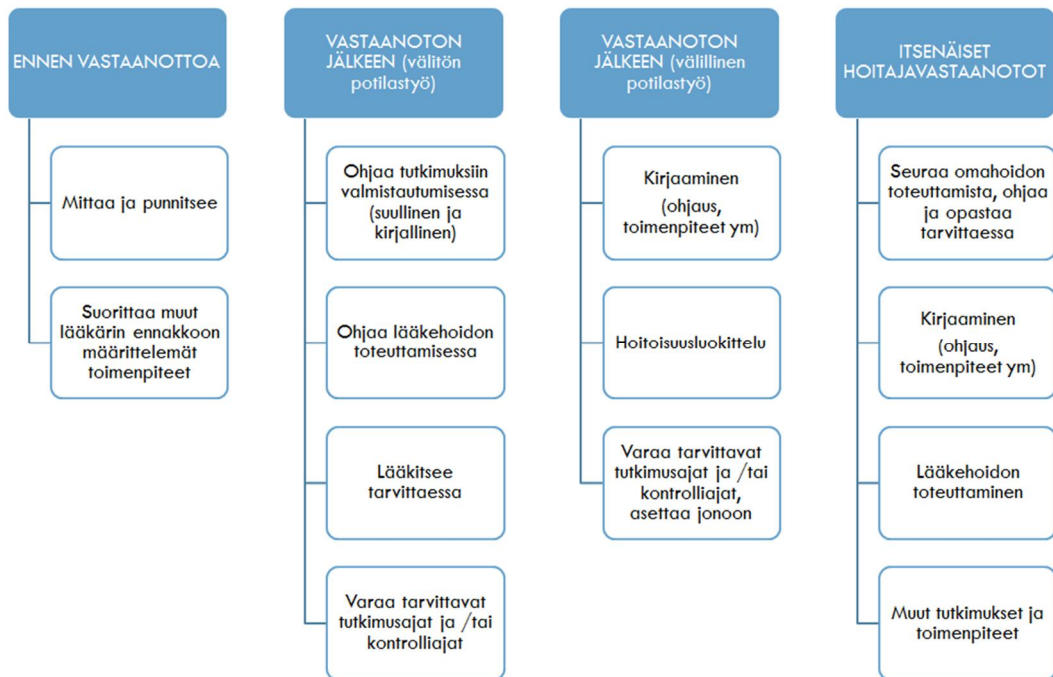 ENNEN VASTAANOTTOA
Mittaa ja punnitsee
Suorittaa muut
lääkärin ennakkoon
määrittelemät
toimenpiteet
VASTAANOTON
JÄLKEEN (välitön
potilastyö)
Ohjaa tutkimuksiin
valmistautumisessa
(suullinen ja
kirjallinen)
Ohjaa lääkehoidon
toteuttamisessa
Lääkitsee
tarvittaessa
Varaa tarvittavat
tutkimusajat ja /tai
kontrolliajat
VASTAANOTON
JÄLKEEN (välillinen
potilastyö)
Kirjaaminen
(ohjaus,
toimenpiteet ym)
Hoitoisuusluokittelu
Varaa tarvittavat
tutkimusajat ja /tai
kontrolliajat,
asettaa jonoon
ITSENÄISET
HOITAJAVASTAANOTOT
Seuraa omahoidon
toteuttamista, ohjaa
ja opastaa
tarvittaessa
Kirjaaminen
(ohjaus,
toimenpiteet ym)
Lääkehoidon
toteuttaminen
Muut tutkimukset ja
toimenpiteet